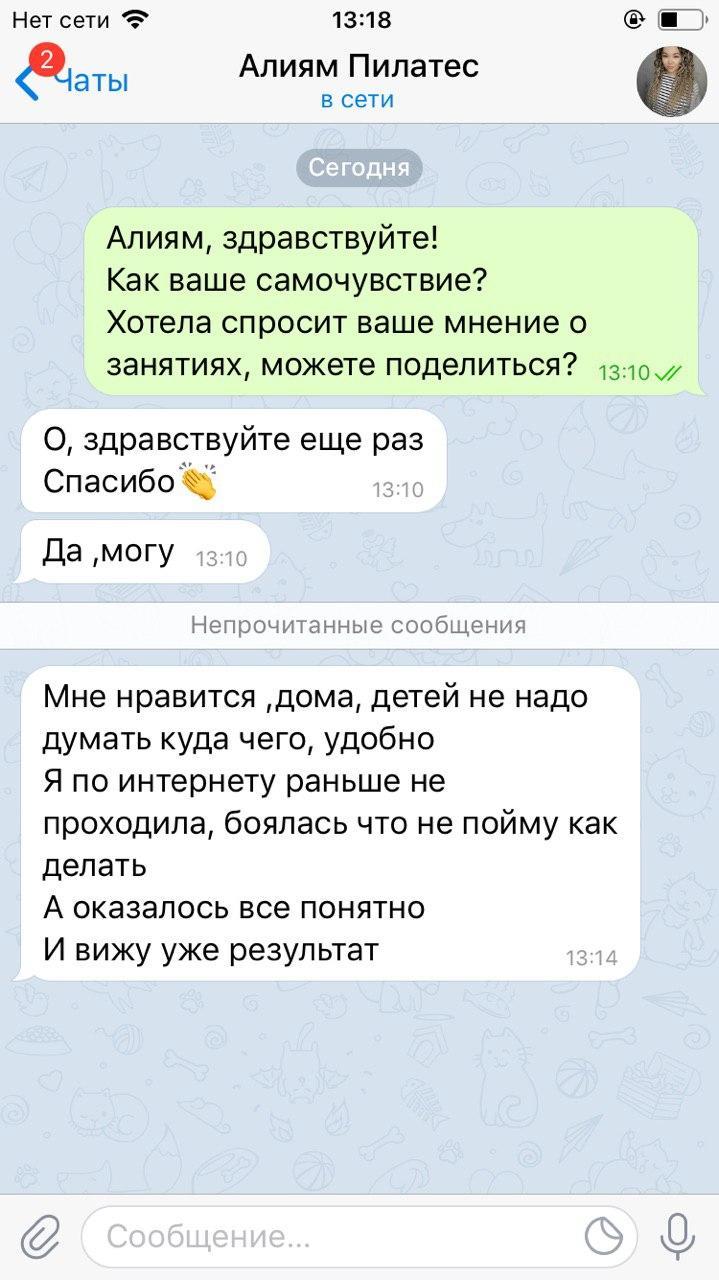 Нет сети 13:18
2
Чаты
Алиям Пилатес
в сети
Сегодня
Алиям, здравствуйте!
Как ваше самочувствие?
Хотела спросит ваше мнение о
занятиях, можете поделиться? 13:10
О, здравствуйте еще раз
Спасибо👏 13:10
Да ,могу 13:10
Непрочитанные сообщения
Мне нравится ,дома, детей не надо
думать куда чего, удобно
Я по интернету раньше не
проходила, боялась что не пойму как
делать
А оказалось все понятно
И вижу уже результат 13:14
Сообщение...